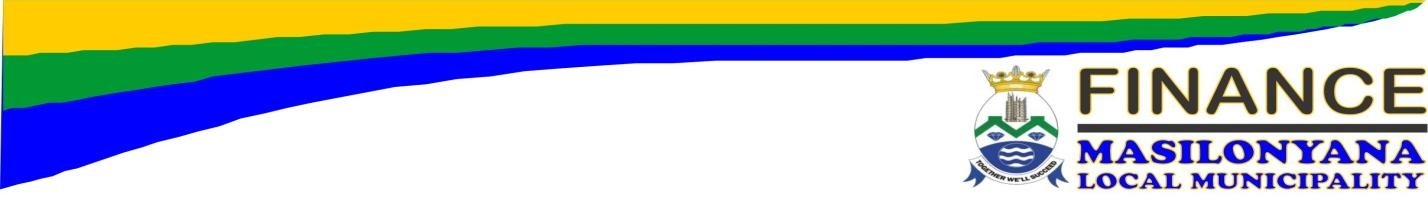 FINANCE
MASILONYANA
LOCAL MUNICIPALITY
TOGETHER WE'LL SUCCEED